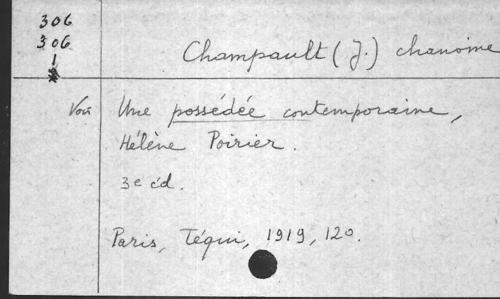 306
306
1
Champault (J.) chanoine
Voir Une possédée contemporaine,
Hélène Poirier.
3e éd.
Paris, Téqui, 1919, 12o.